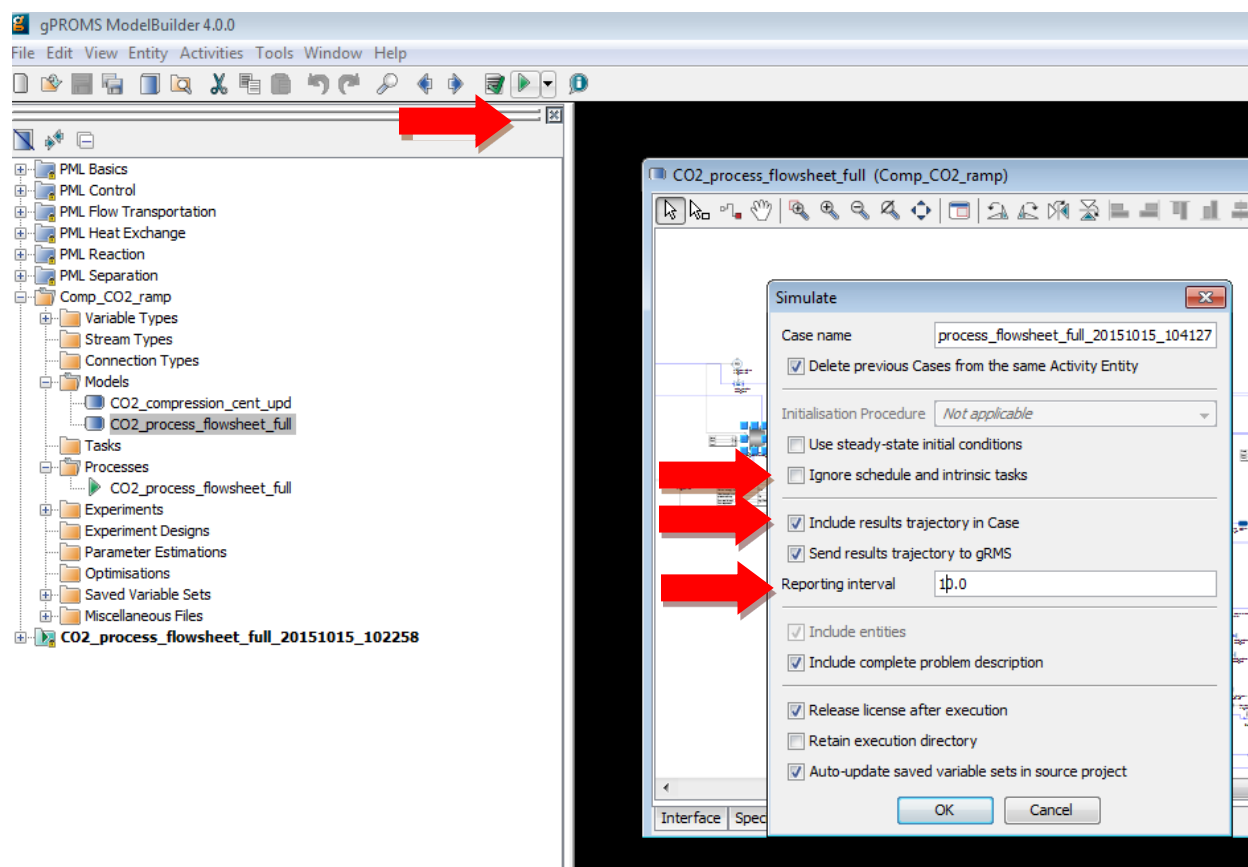 gPROMS ModelBuilder 4.0.0
File Edit View Entity Activities Tools Window Help
PML Basics
PML Control
PML Flow Transportation
PML Heat Exchange
PML Reaction
PML Separation
Comp_CO2_ramp
Variable Types
Stream Types
Connection Types
Models
CO2_compression_cent_upd
CO2_process_flowsheet_full
Tasks
Processes
CO2_process_flowsheet_full
Experiments
Experiment Designs
Parameter Estimations
Optimisations
Saved Variable Sets
Miscellaneous Files
CO2_process_flowsheet_full_20151015_102258
CO2_process_flowsheet_full (Comp_CO2_ramp)
Simulate
Case name process_flowsheet_full_20151015_104127
Delete previous Cases from the same Activity Entity
Initialisation Procedure Not applicable
Use steady-state initial conditions
Ignore schedule and intrinsic tasks
Include results trajectory in Case
Send results trajectory to gRMS
Reporting interval 10.0
Include entities
Include complete problem description
Release license after execution
Retain execution directory
Auto-update saved variable sets in source project
OK Cancel
Interface Spec